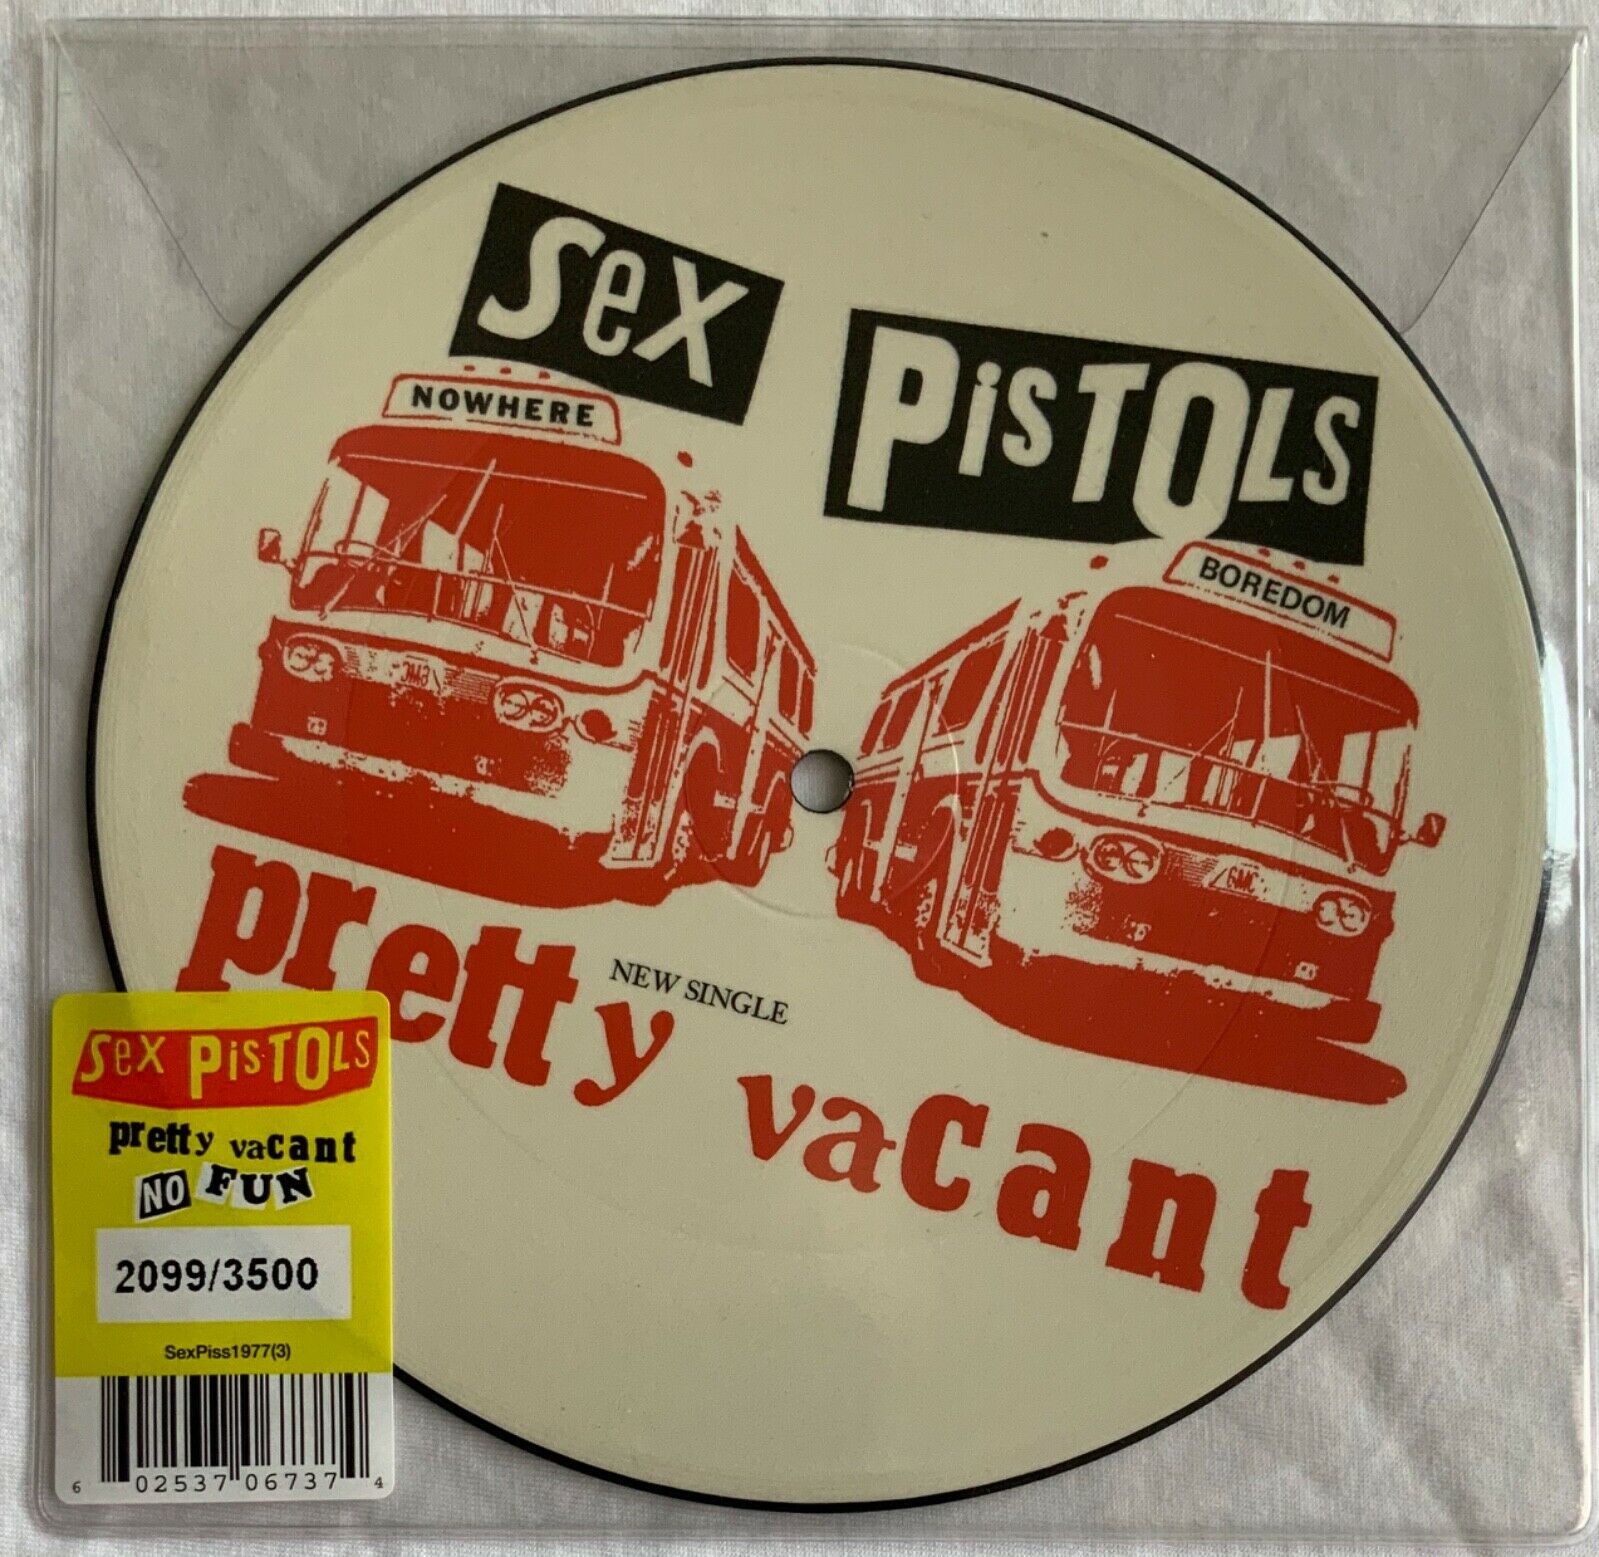 Sex
PiSTOLS
NOWHERE
BOREDOM
GMC
pretty
NEW SINGLE
vacant
Sex PiSTOLS
pretty vacant
NO FUN
2099/3500
SexPiss1977(3)
6 02537 06737 4